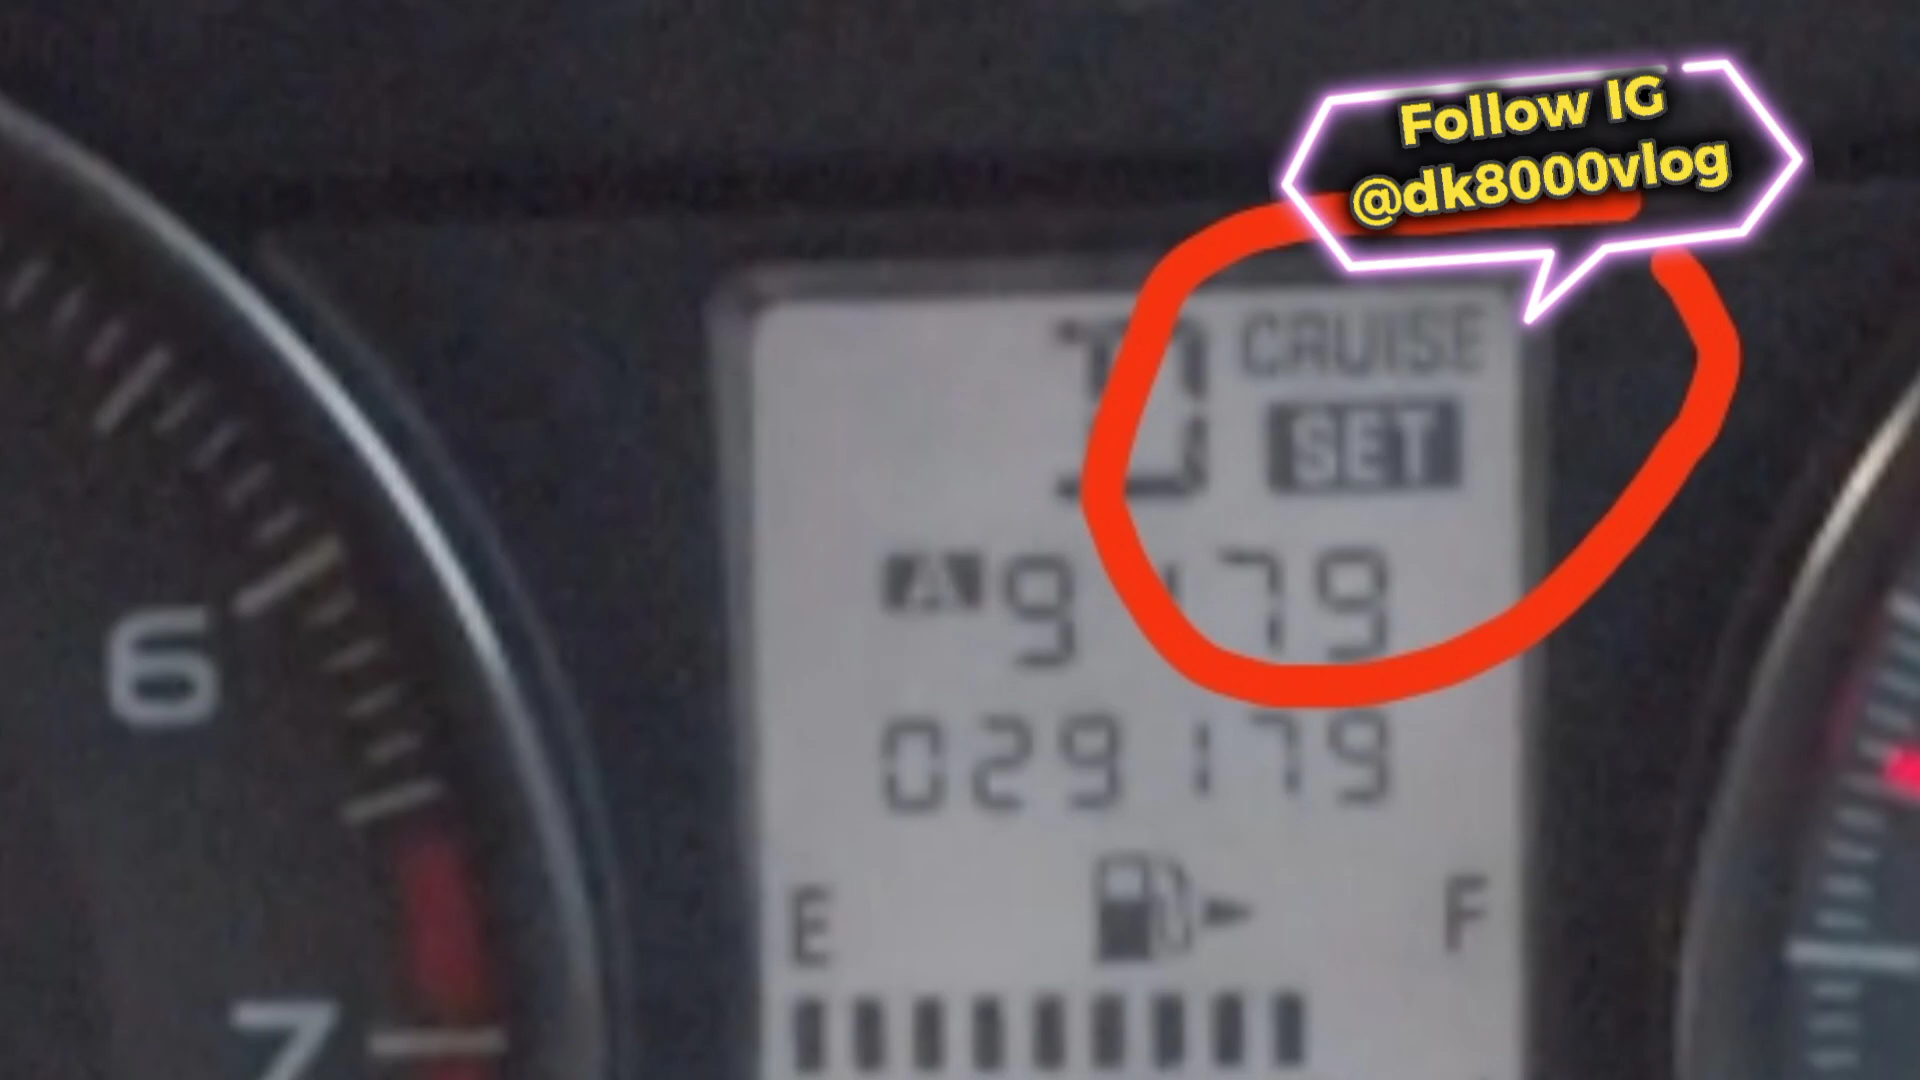 Follow IG
@dk8000vlog
D CRUISE
SET
A 9179
029179
E F
6
7